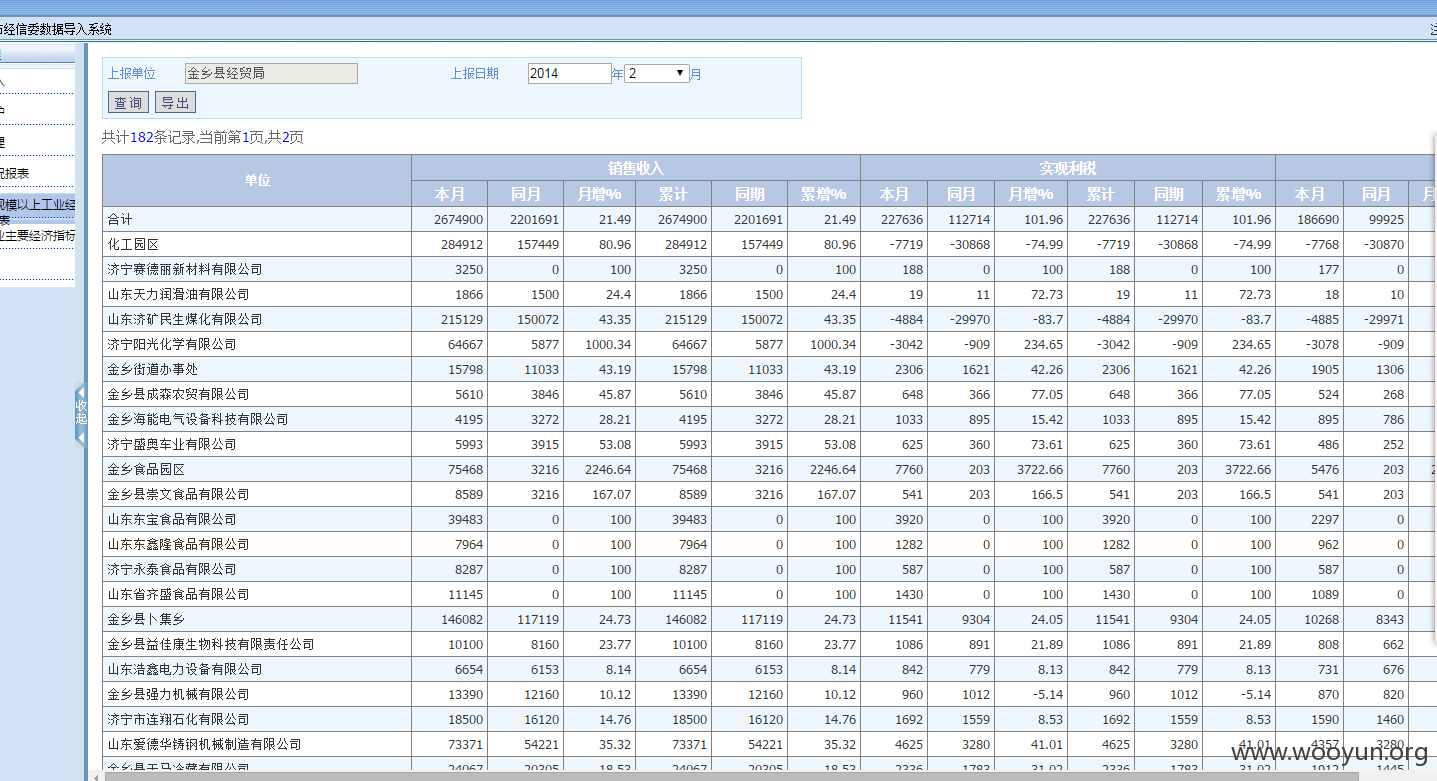 市经信委数据导入系统
注
上报单位 金乡县经贸局 上报日期 2014 年 2 月
查询 导出
共计182条记录,当前第1页,共2页
况报表
规模以上工业经
表
业主要经济指标
收起
单位 销售收入 实现利税
本月 同月 月增% 累计 同期 累增% 本月 同月 月增% 累计 同期 累增% 本月 同月 月
合计 2674900 2201691 21.49 2674900 2201691 21.49 227636 112714 101.96 227636 112714 101.96 186690 99925
化工园区 284912 157449 80.96 284912 157449 80.96 -7719 -30868 -74.99 -7719 -30868 -74.99 -7768 -30870
济宁赛德丽新材料有限公司 3250 0 100 3250 0 100 188 0 100 188 0 100 177 0
山东天力润滑油有限公司 1866 1500 24.4 1866 1500 24.4 19 11 72.73 19 11 72.73 18 10
山东济矿民生煤化有限公司 215129 150072 43.35 215129 150072 43.35 -4884 -29970 -83.7 -4884 -29970 -83.7 -4885 -29971
济宁阳光化学有限公司 64667 5877 1000.34 64667 5877 1000.34 -3042 -909 234.65 -3042 -909 234.65 -3078 -909
金乡街道办事处 15798 11033 43.19 15798 11033 43.19 2306 1621 42.26 2306 1621 42.26 1905 1306
金乡县成森农贸有限公司 5610 3846 45.87 5610 3846 45.87 648 366 77.05 648 366 77.05 524 268
金乡海能电气设备科技有限公司 4195 3272 28.21 4195 3272 28.21 1033 895 15.42 1033 895 15.42 895 786
济宁盛奥车业有限公司 5993 3915 53.08 5993 3915 53.08 625 360 73.61 625 360 73.61 486 252
金乡食品园区 75468 3216 2246.64 75468 3216 2246.64 7760 203 3722.66 7760 203 3722.66 5476 203 2
金乡县崇文食品有限公司 8589 3216 167.07 8589 3216 167.07 541 203 166.5 541 203 166.5 541 203
山东东宝食品有限公司 39483 0 100 39483 0 100 3920 0 100 3920 0 100 2297 0
山东东鑫隆食品有限公司 7964 0 100 7964 0 100 1282 0 100 1282 0 100 962 0
济宁永泰食品有限公司 8287 0 100 8287 0 100 587 0 100 587 0 100 587 0
山东省齐盛食品有限公司 11145 0 100 11145 0 100 1430 0 100 1430 0 100 1089 0
金乡县卜集乡 146082 117119 24.73 146082 117119 24.73 11541 9304 24.05 11541 9304 24.05 10268 8343
金乡县益佳康生物科技有限责任公司 10100 8160 23.77 10100 8160 23.77 1086 891 21.89 1086 891 21.89 808 662
山东浩鑫电力设备有限公司 6654 6153 8.14 6654 6153 8.14 842 779 8.13 842 779 8.13 731 676
金乡县强力机械有限公司 13390 12160 10.12 13390 12160 10.12 960 1012 -5.14 960 1012 -5.14 870 820
济宁市连翔石化有限公司 18500 16120 14.76 18500 16120 14.76 1692 1559 8.53 1692 1559 8.53 1590 1460
山东爱德华铸钢机械制造有限公司 73371 54221 35.32 73371 54221 35.32 4625 3280 41.01 4625 3280 41.01 4357 3280
金乡县天马冷藏有限公司 24067 20305 18.53 24067 20305 18.53 2336 1783 31.02 2336 1783 31.02 1912 1445
www.wooyun.org